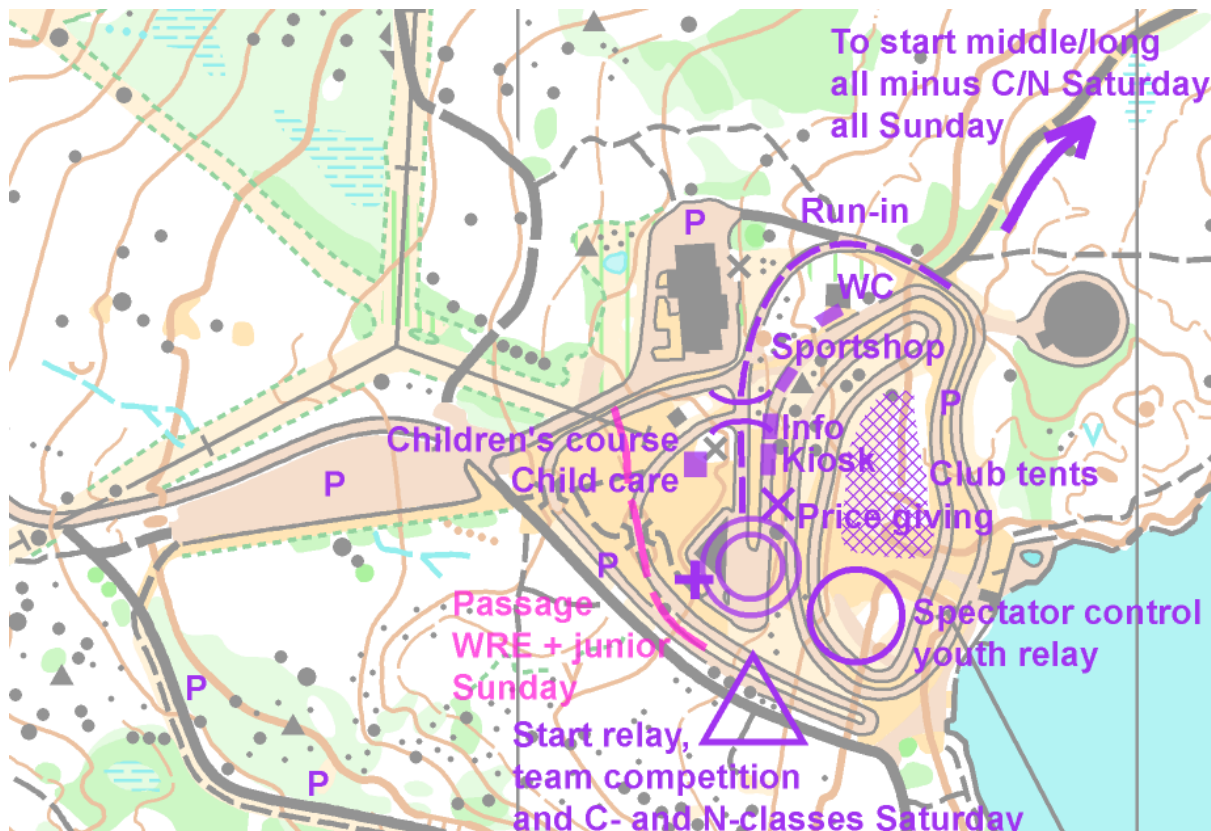 To start middle/long
all minus C/N Saturday
all Sunday
P
Run-in
WC
Sportshop
P
Info
Children's course
Kiosk
Child care
Club tents
P
Price giving
P
Passage
WRE + junior
Sunday
Spectator control
youth relay
P
Start relay,
team competition
and C- and N-classes Saturday
P